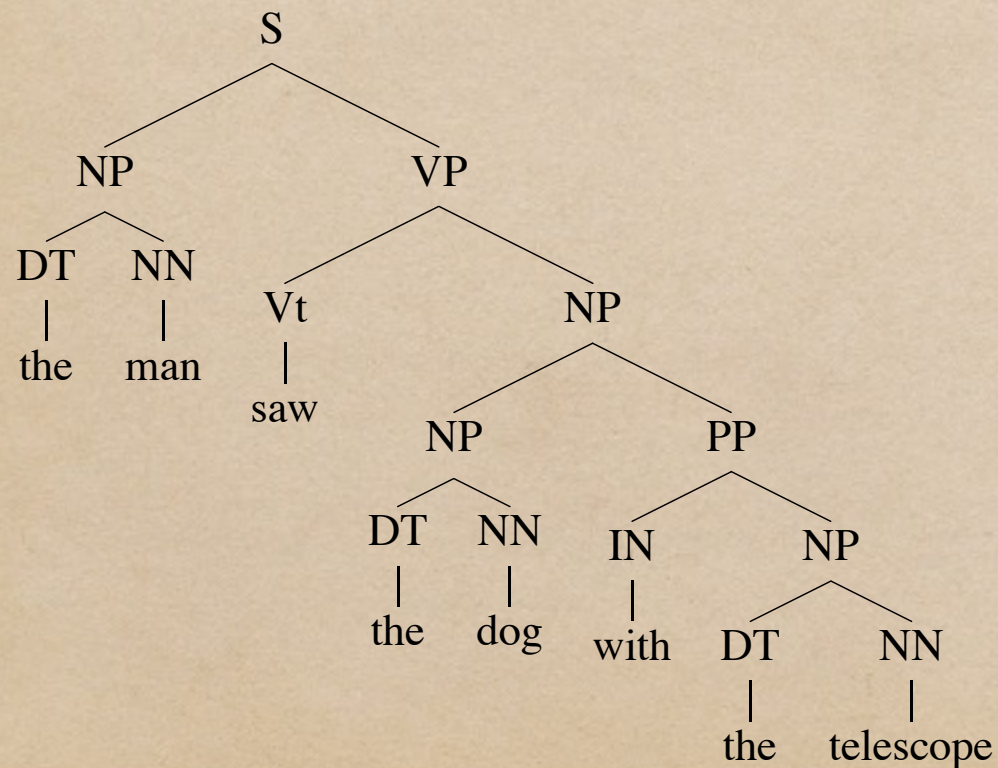 S
NP VP
DT NN
Vt NP
the man
saw
NP PP
DT NN IN NP
the dog with DT NN
the telescope